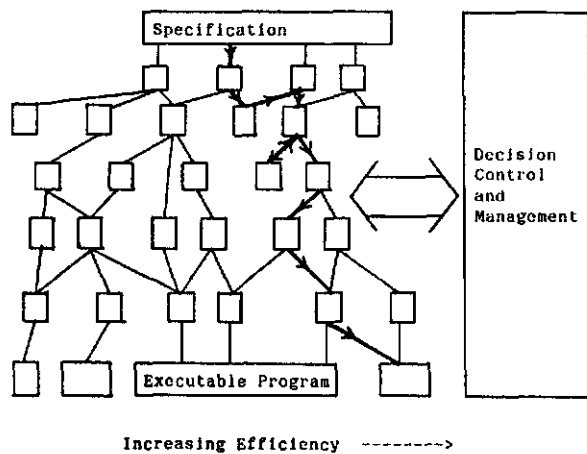 Specification
Decision
Control
and
Management
Executable Program
Increasing Efficiency -------->